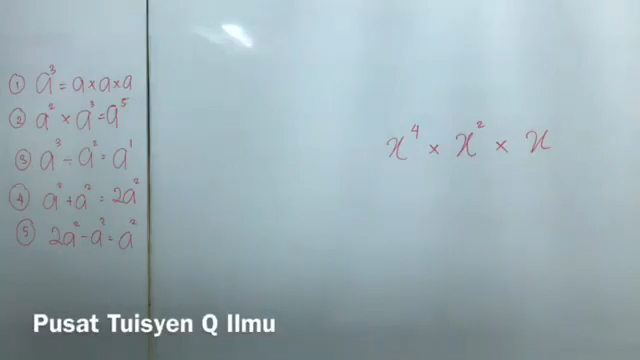 ① a³ = a × a × a
② a² × a³ = a⁵
③ a³ ÷ a² = a¹
④ a² + a² = 2a²
⑤ 2a² - a² = a²
x⁴ × x² × x
Pusat Tuisyen Q Ilmu